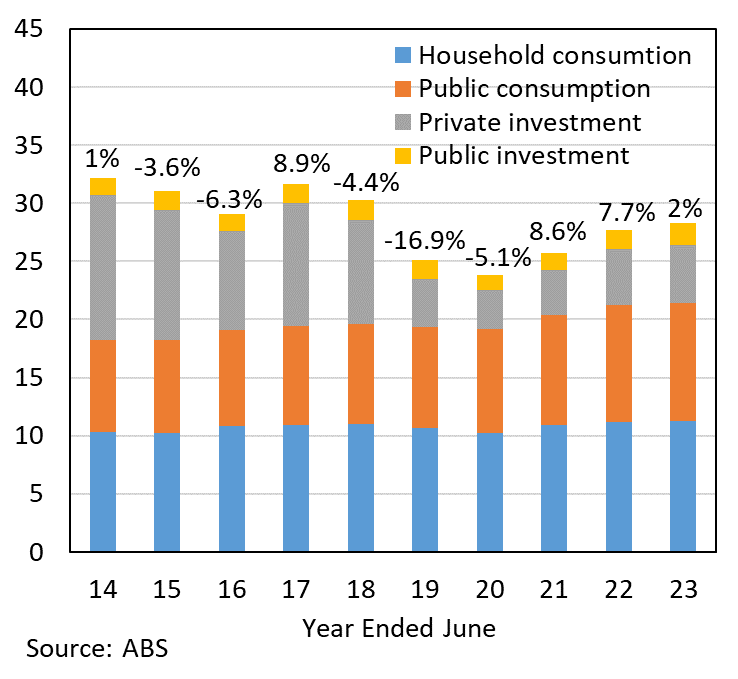 45
40
35
30
25
20
15
10
5
0
Household consumtion
Public consumption
Private investment
Public investment
1%
-3.6%
-6.3%
8.9%
-4.4%
-16.9%
-5.1%
8.6%
7.7%
2%
14 15 16 17 18 19 20 21 22 23
Year Ended June
Source: ABS